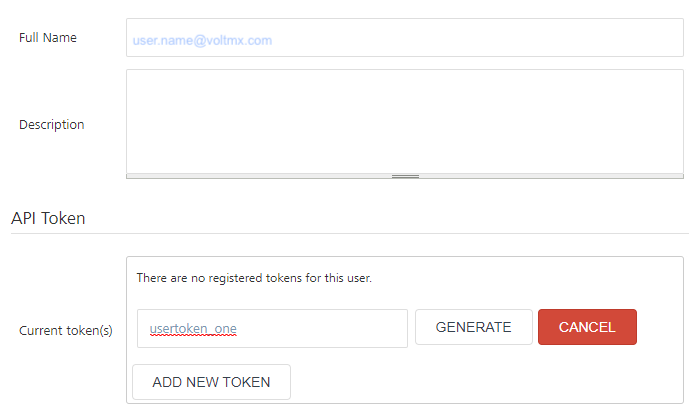 Full Name
user.name@voltmx.com
Description
API Token
There are no registered tokens for this user.
Current token(s)
usertoken_one
GENERATE
CANCEL
ADD NEW TOKEN